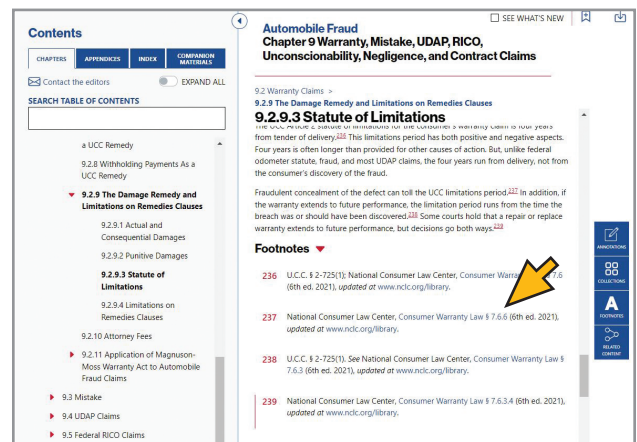 SEE WHAT'S NEW
Contents
CHAPTERS
APPENDICES
INDEX
COMPANION
MATERIALS
Contact the editors
EXPAND ALL
SEARCH TABLE OF CONTENTS
a UCC Remedy
9.2.8 Withholding Payments As a
UCC Remedy
9.2.9 The Damage Remedy and
Limitations on Remedies Clauses
9.2.9.1 Actual and
Consequential Damages
9.2.9.2 Punitive Damages
9.2.9.3 Statute of
Limitations
9.2.9.4 Limitations on
Remedies Clauses
9.2.10 Attorney Fees
9.2.11 Application of Magnuson-
Moss Warranty Act to Automobile
Fraud Claims
9.3 Mistake
9.4 UDAP Claims
9.5 Federal RICO Claims
Automobile Fraud
Chapter 9 Warranty, Mistake, UDAP, RICO,
Unconscionability, Negligence, and Contract Claims
9.2 Warranty Claims >
9.2.9 The Damage Remedy and Limitations on Remedies Clauses
9.2.9.3 Statute of Limitations
The UCC Article 2 statute of limitations for the consumer's warranty claim is four years
from tender of delivery.236 This limitations period has both positive and negative aspects.
Four years is often longer than provided for other causes of action. But, unlike federal
odometer statute, fraud, and most UDAP claims, the four years run from delivery, not from
the consumer's discovery of the fraud.
Fraudulent concealment of the defect can toll the UCC limitations period.237 In addition, if
the warranty extends to future performance, the limitation period runs from the time the
breach was or should have been discovered.238 Some courts hold that a repair or replace
warranty extends to future performance, but decisions go both ways.239
Footnotes
236 U.C.C. § 2-725(1); National Consumer Law Center, Consumer Warran 7.6
(6th ed. 2021), updated at www.nclc.org/library.
237 National Consumer Law Center, Consumer Warranty Law § 7.6.6 (6th ed. 2021),
updated at www.nclc.org/library.
238 U.C.C. § 2-725(1). See National Consumer Law Center, Consumer Warranty Law §
7.6.3 (6th ed. 2021), updated at www.nclc.org/library.
239 National Consumer Law Center, Consumer Warranty Law § 7.6.3.4 (6th ed. 2021),
updated at www.nclc.org/library.
ANNOTATIONS
COLLECTIONS
A
FOOTNOTES
RELATED
CONTENT